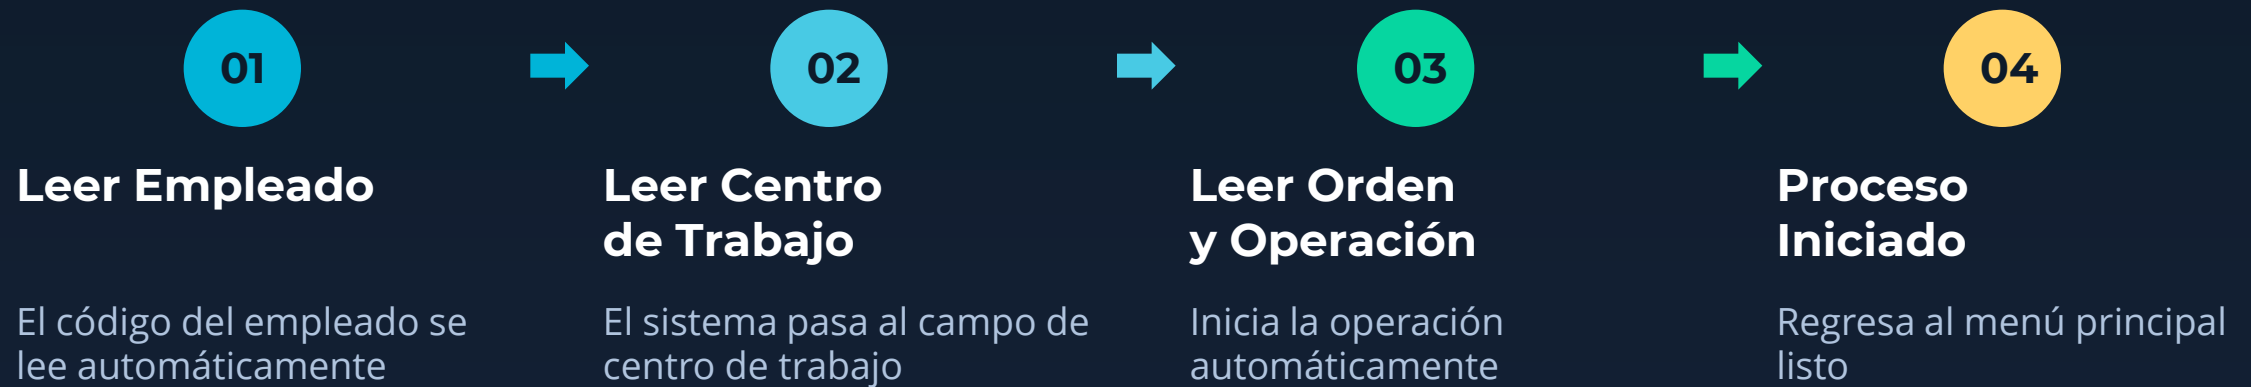 01
Leer Empleado
El código del empleado se
lee automáticamente
02
Leer Centro
de Trabajo
El sistema pasa al campo de
centro de trabajo
03
Leer Orden
y Operación
Inicia la operación
automáticamente
04
Proceso
Iniciado
Regresa al menú principal
listo